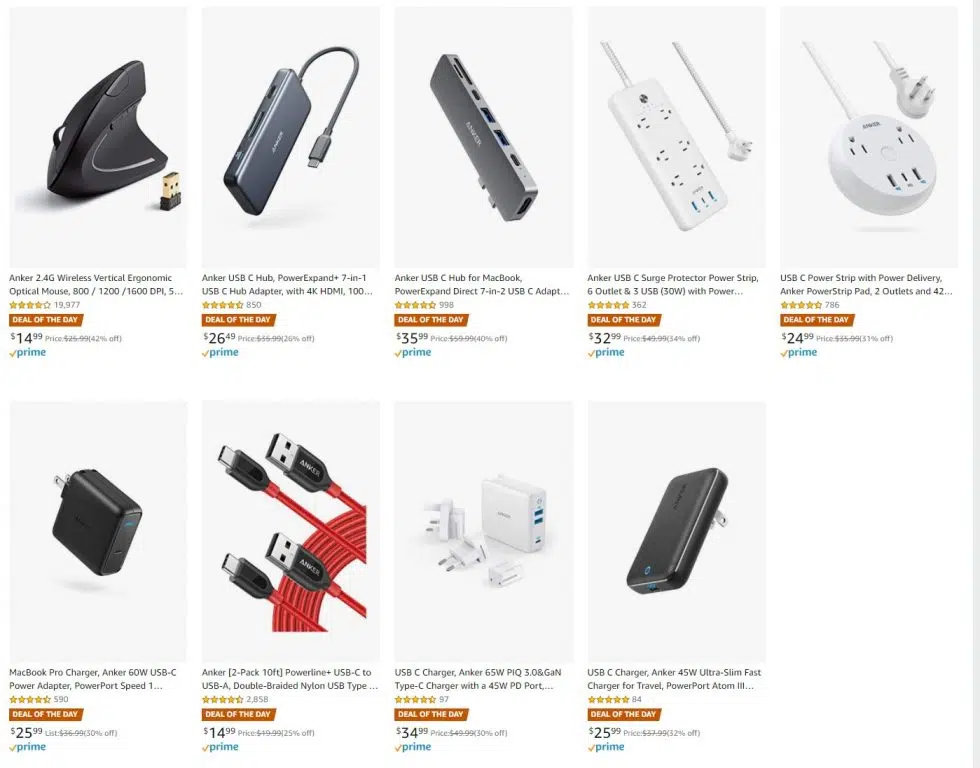 ANKER
ANKER
ANKER
ANKER
Anker 2.4G Wireless Vertical Ergonomic
Optical Mouse, 800 / 1200 /1600 DPI, 5...
19,977
DEAL OF THE DAY
$14 99 Price:$25.99(42% off)
prime
Anker USB C Hub, PowerExpand+ 7-in-1
USB C Hub Adapter, with 4K HDMI, 100...
850
DEAL OF THE DAY
$26 49 Price:$35.99(26% off)
prime
Anker USB C Hub for MacBook,
PowerExpand Direct 7-in-2 USB C Adapt...
998
DEAL OF THE DAY
$35 99 Price:$59.99(40% off)
prime
Anker USB C Surge Protector Power Strip,
6 Outlet & 3 USB (30W) with Power...
362
DEAL OF THE DAY
$32 99 Price:$49.99(34% off)
prime
USB C Power Strip with Power Delivery,
Anker PowerStrip Pad, 2 Outlets and 42...
786
DEAL OF THE DAY
$24 99 Price:$35.99(31% off)
prime
ANKER
ANKER
ANKER
MacBook Pro Charger, Anker 60W USB-C
Power Adapter, PowerPort Speed 1...
590
DEAL OF THE DAY
$25 99 List:$36.99(30% off)
prime
Anker [2-Pack 10ft] Powerline+ USB-C to
USB-A, Double-Braided Nylon USB Type ...
2,858
DEAL OF THE DAY
$14 99 Price:$19.99(25% off)
prime
USB C Charger, Anker 65W PIQ 3.0&GaN
Type-C Charger with a 45W PD Port,...
97
DEAL OF THE DAY
$34 99 Price:$49.99(30% off)
prime
USB C Charger, Anker 45W Ultra-Slim Fast
Charger for Travel, PowerPort Atom III...
84
DEAL OF THE DAY
$25 99 Price:$37.99(32% off)
prime